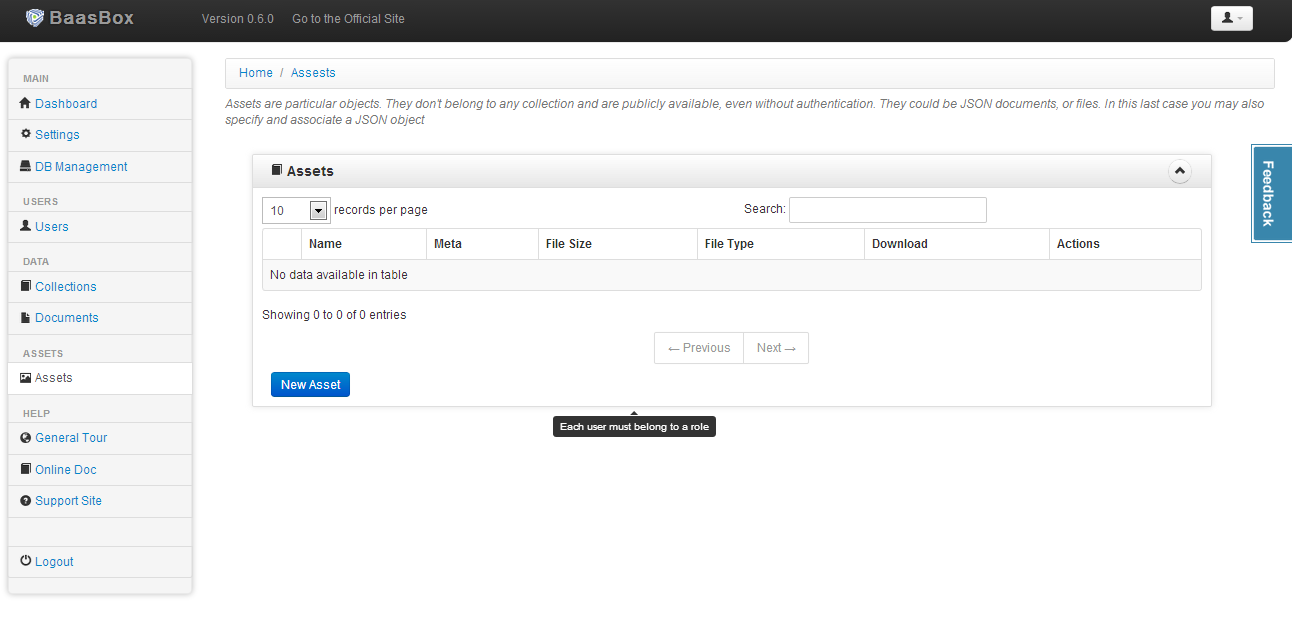 BaasBox Version 0.6.0 Go to the Official Site
MAIN
Dashboard
Settings
DB Management
USERS
Users
DATA
Collections
Documents
ASSETS
Assets
HELP
General Tour
Online Doc
Support Site
Logout
Home / Assests
Assets are particular objects. They don't belong to any collection and are publicly available, even without authentication. They could be JSON documents, or files. In this last case you may also
specify and associate a JSON object
Assets
10 records per page Search:
Name Meta File Size File Type Download Actions
No data available in table
Showing 0 to 0 of 0 entries
← Previous Next →
New Asset
Each user must belong to a role
Feedback